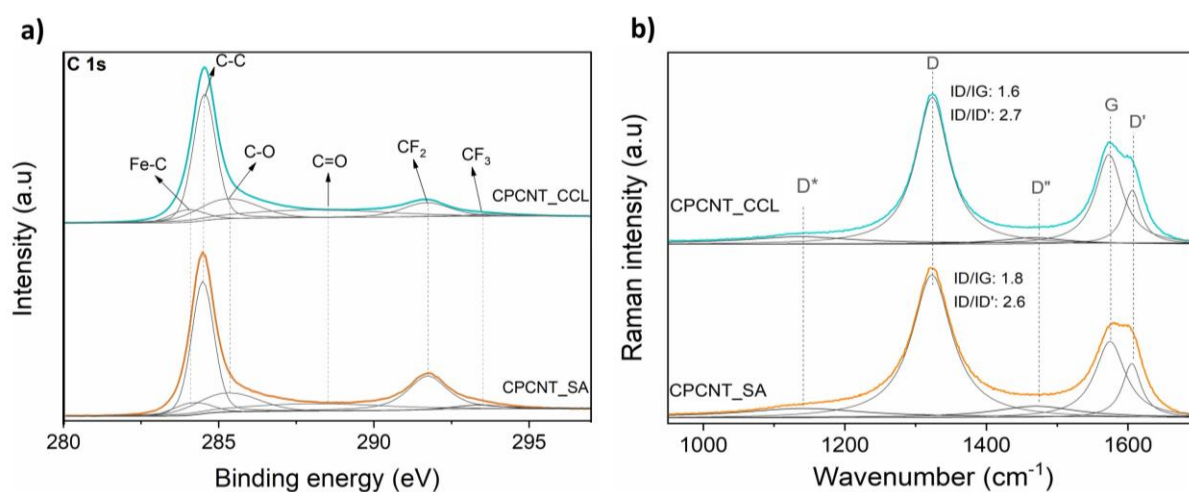 a)
C 1s
C-C
Fe-C
C-O
C=O
CF2
CF3
CPCNT_CCL
CPCNT_SA
Intensity (a.u)
280 285 290 295
Binding energy (eV)
b)
D
ID/IG: 1.6
ID/ID': 2.7
G
D'
D*
D"
CPCNT_CCL
ID/IG: 1.8
ID/ID': 2.6
CPCNT_SA
Raman intensity (a.u)
1000 1200 1400 1600
Wavenumber (cm-1)